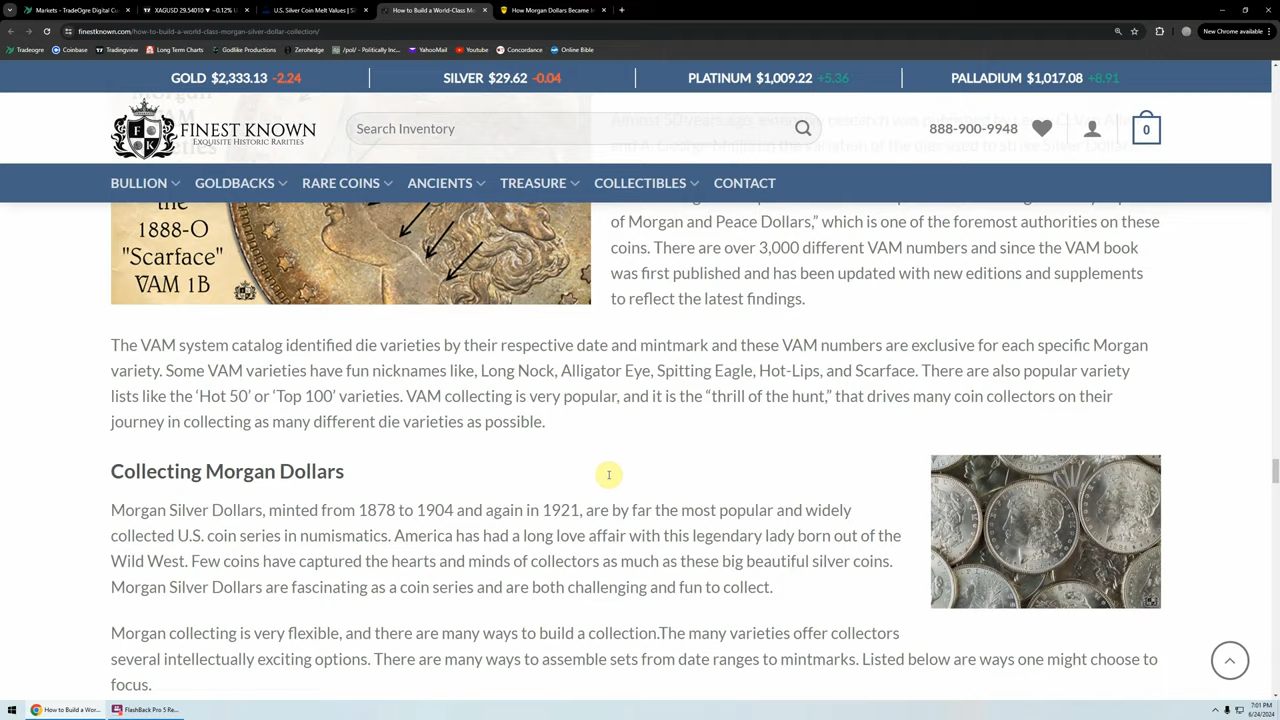 Markets - TradeOgre Digital Cu
XAGUSD 29.54010 ▼ −0.12% U
U.S. Silver Coin Melt Values | Sil
How to Build a World-Class Mo
How Morgan Dollars Became In
finestknown.com/how-to-build-a-world-class-morgan-silver-dollar-collection/
New Chrome available
Tradeogre
Coinbase
Tradingview
Long Term Charts
Godlike Productions
Zerohedge
/pol/ - Politically Inc...
YahooMail
Youtube
Concordance
Online Bible
GOLD $2,333.13 -2.24
SILVER $29.62 -0.04
PLATINUM $1,009.22 +5.36
PALLADIUM $1,017.08 +8.91
FINEST KNOWN
EXQUISITE HISTORIC RARITIES
Search Inventory
888-900-9948
0
BULLION
GOLDBACKS
RARE COINS
ANCIENTS
TREASURE
COLLECTIBLES
CONTACT
the
1888-O
"Scarface"
VAM 1B
of Morgan and Peace Dollars,” which is one of the foremost authorities on these
coins. There are over 3,000 different VAM numbers and since the VAM book
was first published and has been updated with new editions and supplements
to reflect the latest findings.
The VAM system catalog identified die varieties by their respective date and mintmark and these VAM numbers are exclusive for each specific Morgan
variety. Some VAM varieties have fun nicknames like, Long Nock, Alligator Eye, Spitting Eagle, Hot-Lips, and Scarface. There are also popular variety
lists like the ‘Hot 50’ or ‘Top 100’ varieties. VAM collecting is very popular, and it is the “thrill of the hunt,” that drives many coin collectors on their
journey in collecting as many different die varieties as possible.
Collecting Morgan Dollars
Morgan Silver Dollars, minted from 1878 to 1904 and again in 1921, are by far the most popular and widely
collected U.S. coin series in numismatics. America has had a long love affair with this legendary lady born out of the
Wild West. Few coins have captured the hearts and minds of collectors as much as these big beautiful silver coins.
Morgan Silver Dollars are fascinating as a coin series and are both challenging and fun to collect.
Morgan collecting is very flexible, and there are many ways to build a collection.The many varieties offer collectors
several intellectually exciting options. There are many ways to assemble sets from date ranges to mintmarks. Listed below are ways one might choose to
focus.
How to Build a Wor...
FlashBack Pro 5 Re...
7:01 PM
6/24/2024